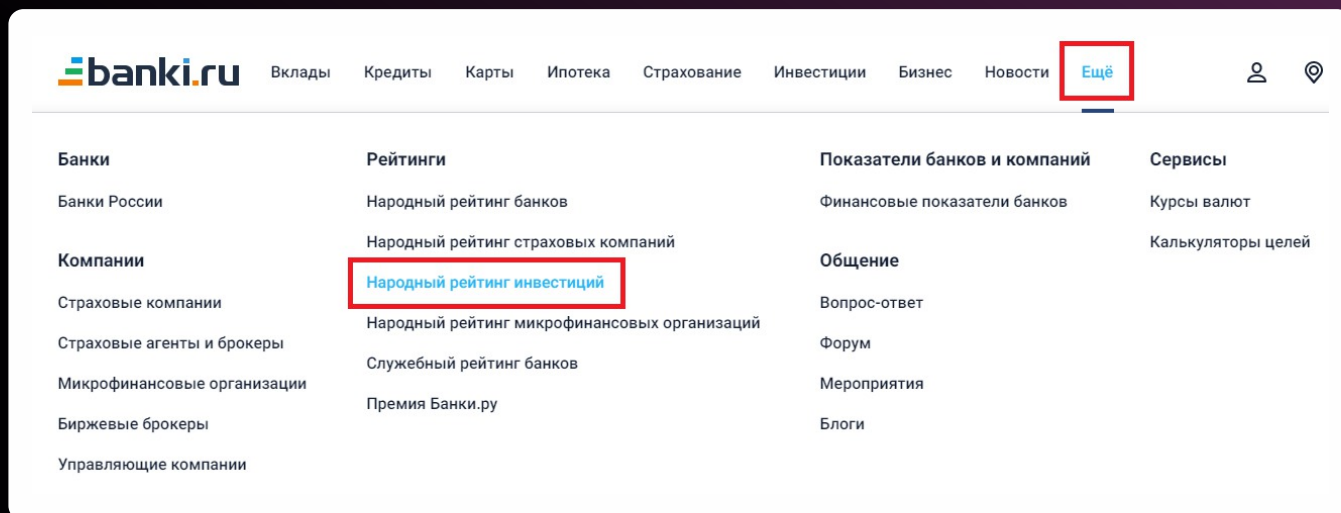 banki.ru Вклады Кредиты Карты Ипотека Страхование Инвестиции Бизнес Новости Ещё
Банки
Банки России
Компании
Страховые компании
Страховые агенты и брокеры
Микрофинансовые организации
Биржевые брокеры
Управляющие компании
Рейтинги
Народный рейтинг банков
Народный рейтинг страховых компаний
Народный рейтинг инвестиций
Народный рейтинг микрофинансовых организаций
Служебный рейтинг банков
Премия Банки.ру
Показатели банков и компаний
Финансовые показатели банков
Общение
Вопрос-ответ
Форум
Мероприятия
Блоги
Сервисы
Курсы валют
Калькуляторы целей